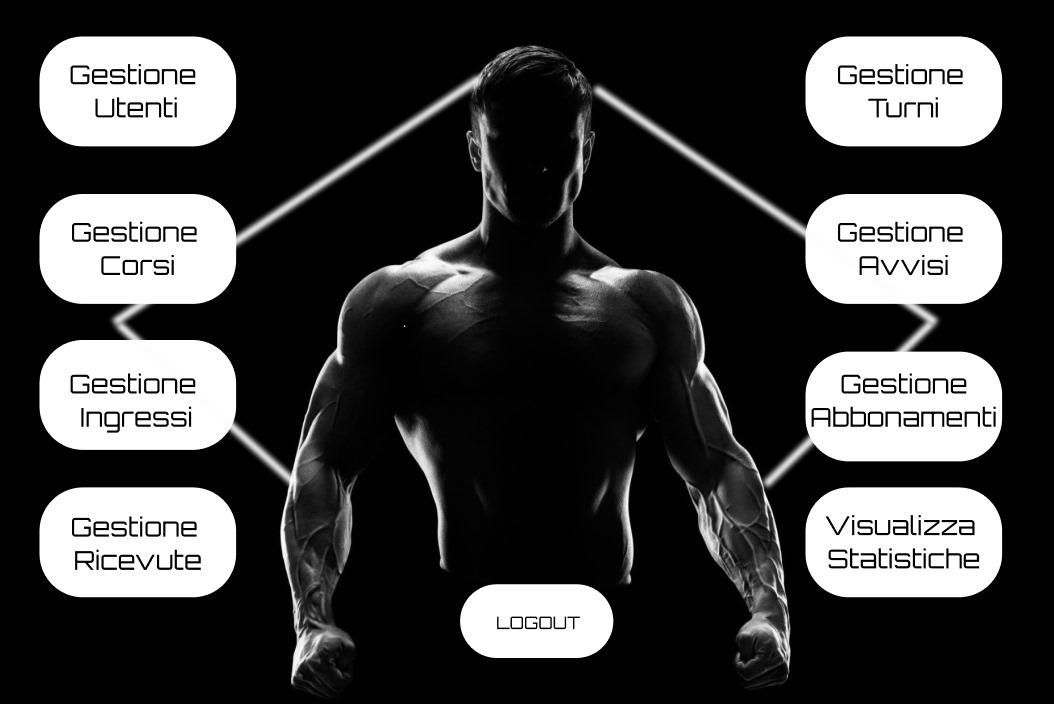 Gestione
Utenti
Gestione
Corsi
Gestione
Ingressi
Gestione
Ricevute
Gestione
Turni
Gestione
Avvisi
Gestione
Abbonamenti
Visualizza
Statistiche
LOGOUT